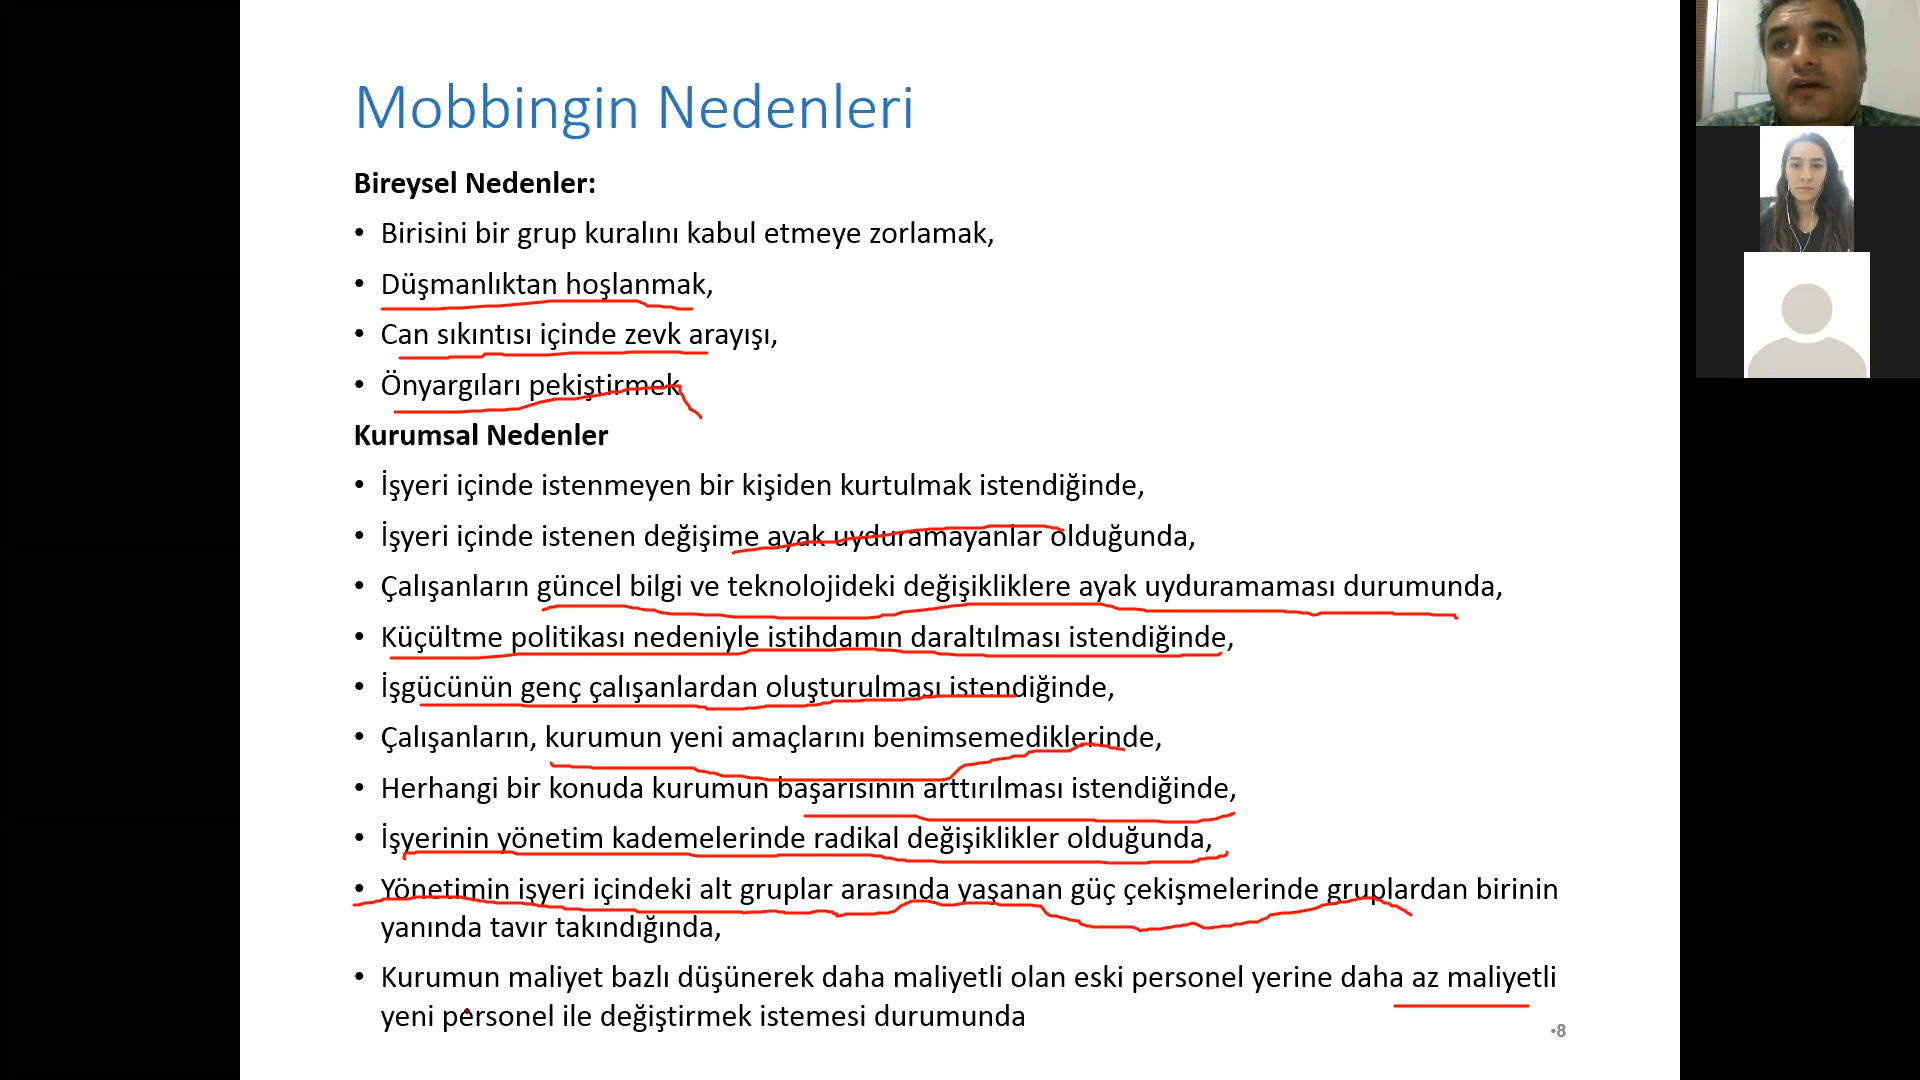 Mobbingin Nedenleri
Bireysel Nedenler:
• Birisini bir grup kuralını kabul etmeye zorlamak,
• Düşmanlıktan hoşlanmak,
• Can sıkıntısı içinde zevk arayışı,
• Önyargıları pekiştirmek
Kurumsal Nedenler
• İşyeri içinde istenmeyen bir kişiden kurtulmak istendiğinde,
• İşyeri içinde istenen değişime ayak uyduramayanlar olduğunda,
• Çalışanların güncel bilgi ve teknolojideki değişikliklere ayak uyduramaması durumunda,
• Küçültme politikası nedeniyle istihdamın daraltılması istendiğinde,
• İşgücünün genç çalışanlardan oluşturulması istendiğinde,
• Çalışanların, kurumun yeni amaçlarını benimsemediklerinde,
• Herhangi bir konuda kurumun başarısının arttırılması istendiğinde,
• İşyerinin yönetim kademelerinde radikal değişiklikler olduğunda,
• Yönetimin işyeri içindeki alt gruplar arasında yaşanan güç çekişmelerinde gruplardan birinin
yanında tavır takındığında,
• Kurumun maliyet bazlı düşünerek daha maliyetli olan eski personel yerine daha az maliyetli
yeni personel ile değiştirmek istemesi durumunda
•8